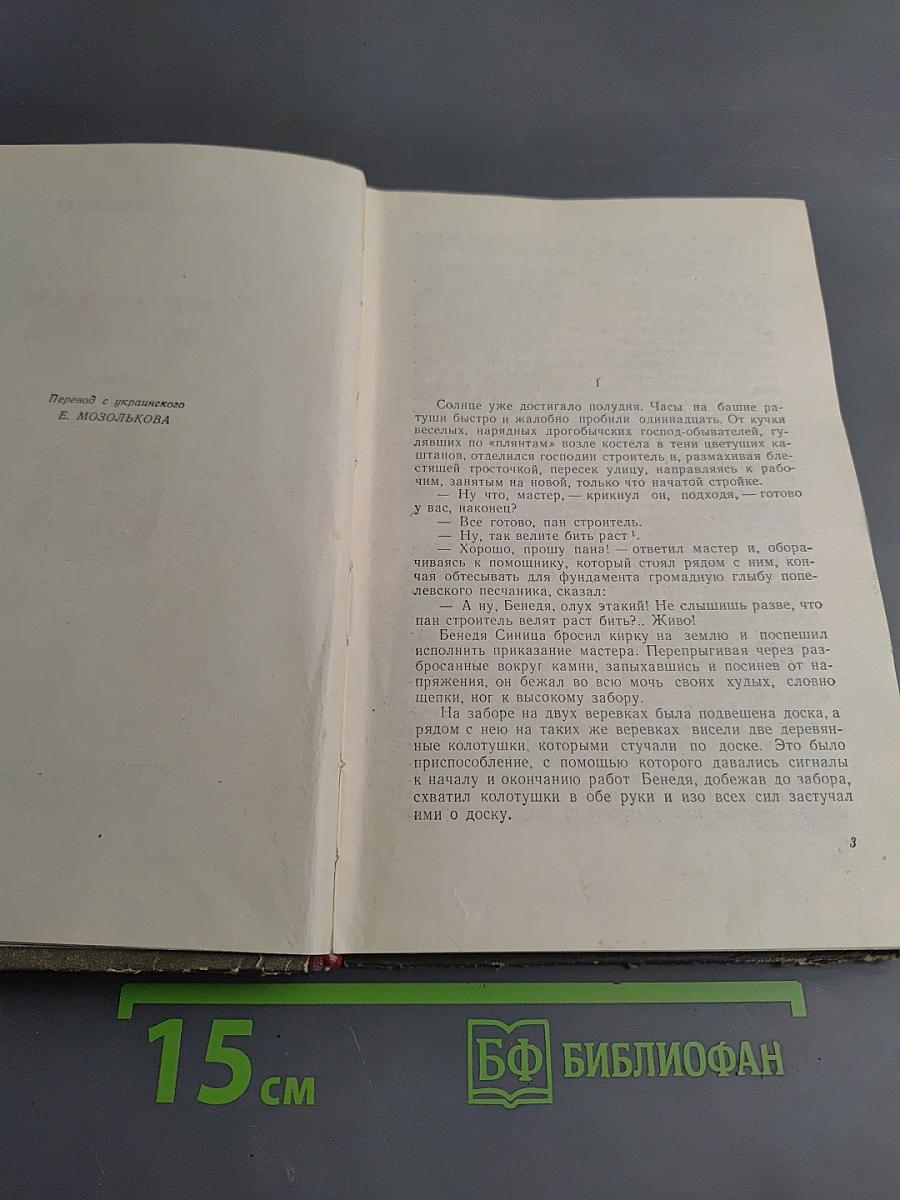 Перевод с украинского
Е. МОЗОЛЬКОВА
I
Солнце уже достигало полудня. Часы на башне ра-
туши быстро и жалобно пробили одиннадцать. От кучки
веселых, нарядных дрогобычских господ-обывателей, гу-
лявших по «плянтам» возле костела в тени цветущих каш-
танов, отделился господин строитель и, размахивая бле-
стящей тросточкой, пересек улицу, направляясь к рабо-
чим, занятым на новой, только что начатой стройке.
— Ну что, мастер, — крикнул он, подходя, — готово
у вас, наконец?
— Все готово, пан строитель.
— Ну, так велите бить раст ¹.
— Хорошо, прошу пана! — ответил мастер и, обора-
чиваясь к помощнику, который стоял рядом с ним, кон-
чая обтесывать для фундамента громадную глыбу попе-
левского песчаника, сказал:
— А ну, Бенедя, олух этакий! Не слышишь разве, что
пан строитель велят раст бить?.. Живо!
Бенедя Синица бросил кирку на землю и поспешил
исполнить приказание мастера. Перепрыгивая через раз-
бросанные вокруг камни, запыхавшись и посинев от на-
пряжения, он бежал во всю мочь своих худых, словно
щепки, ног к высокому забору.
На заборе на двух веревках была подвешена доска, а
рядом с нею на таких же веревках висели две деревян-
ные колотушки, которыми стучали по доске. Это было
приспособление, с помощью которого давались сигналы
к началу и окончанию работ Бенедя, добежав до забора,
схватил колотушки в обе руки и изо всех сил застучал
ими о доску.
3
15 см
БФ БИБЛИОФАН